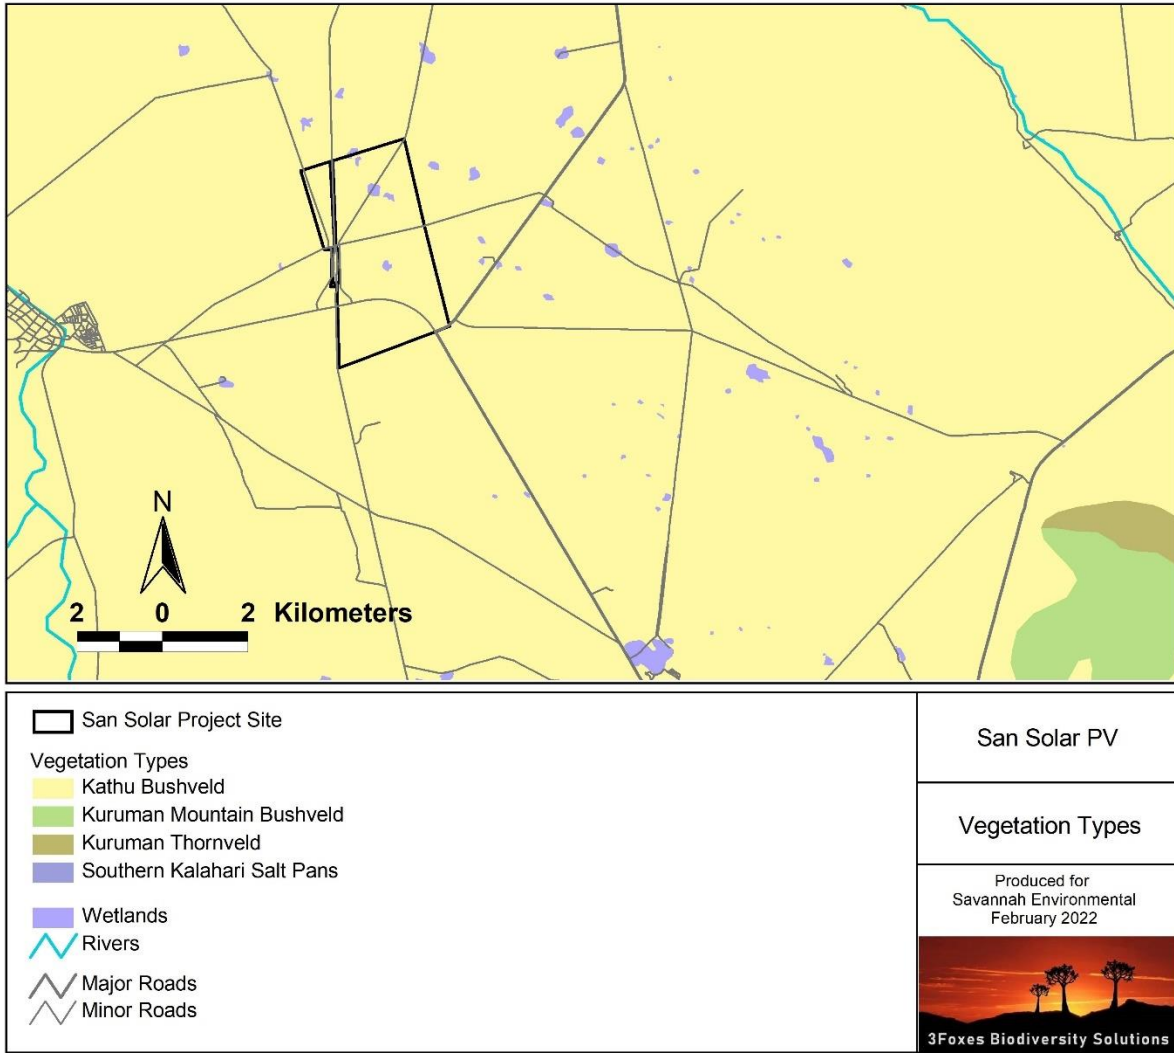 N
2 0 2 Kilometers
San Solar Project Site
Vegetation Types
Kathu Bushveld
Kuruman Mountain Bushveld
Kuruman Thornveld
Southern Kalahari Salt Pans
Wetlands
Rivers
Major Roads
Minor Roads
San Solar PV
Vegetation Types
Produced for
Savannah Environmental
February 2022
3Foxes Biodiversity Solutions